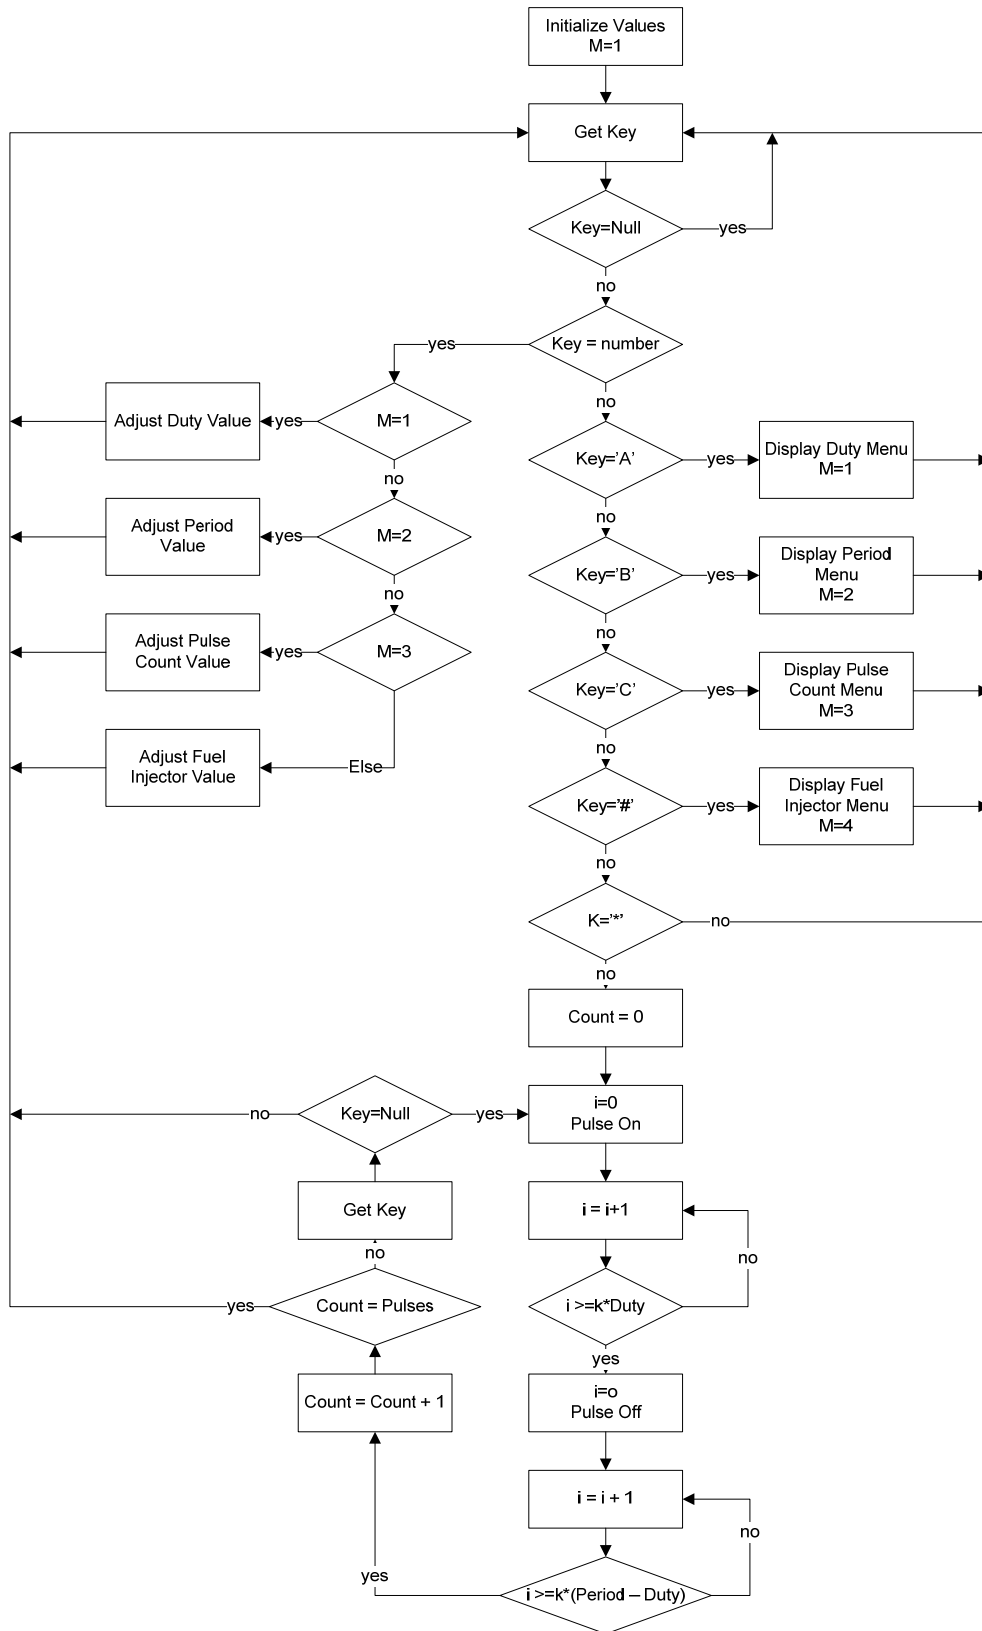 Initialize Values
M=1
Get Key
Key=Null
yes
no
Key = number
yes
no
M=1
yes
Adjust Duty Value
no
M=2
yes
Adjust Period
Value
no
M=3
yes
Adjust Pulse
Count Value
Else
Adjust Fuel
Injector Value
Key='A'
yes
Display Duty Menu
M=1
no
Key='B'
yes
Display Period
Menu
M=2
no
Key='C'
yes
Display Pulse
Count Menu
M=3
no
Key='#'
yes
Display Fuel
Injector Menu
M=4
no
K='*'
no
no
Count = 0
i=0
Pulse On
i = i+1
i >=k*Duty
no
yes
i=o
Pulse Off
i = i + 1
i >=k*(Period – Duty)
no
yes
Count = Count + 1
Count = Pulses
yes
no
Get Key
Key=Null
no
yes